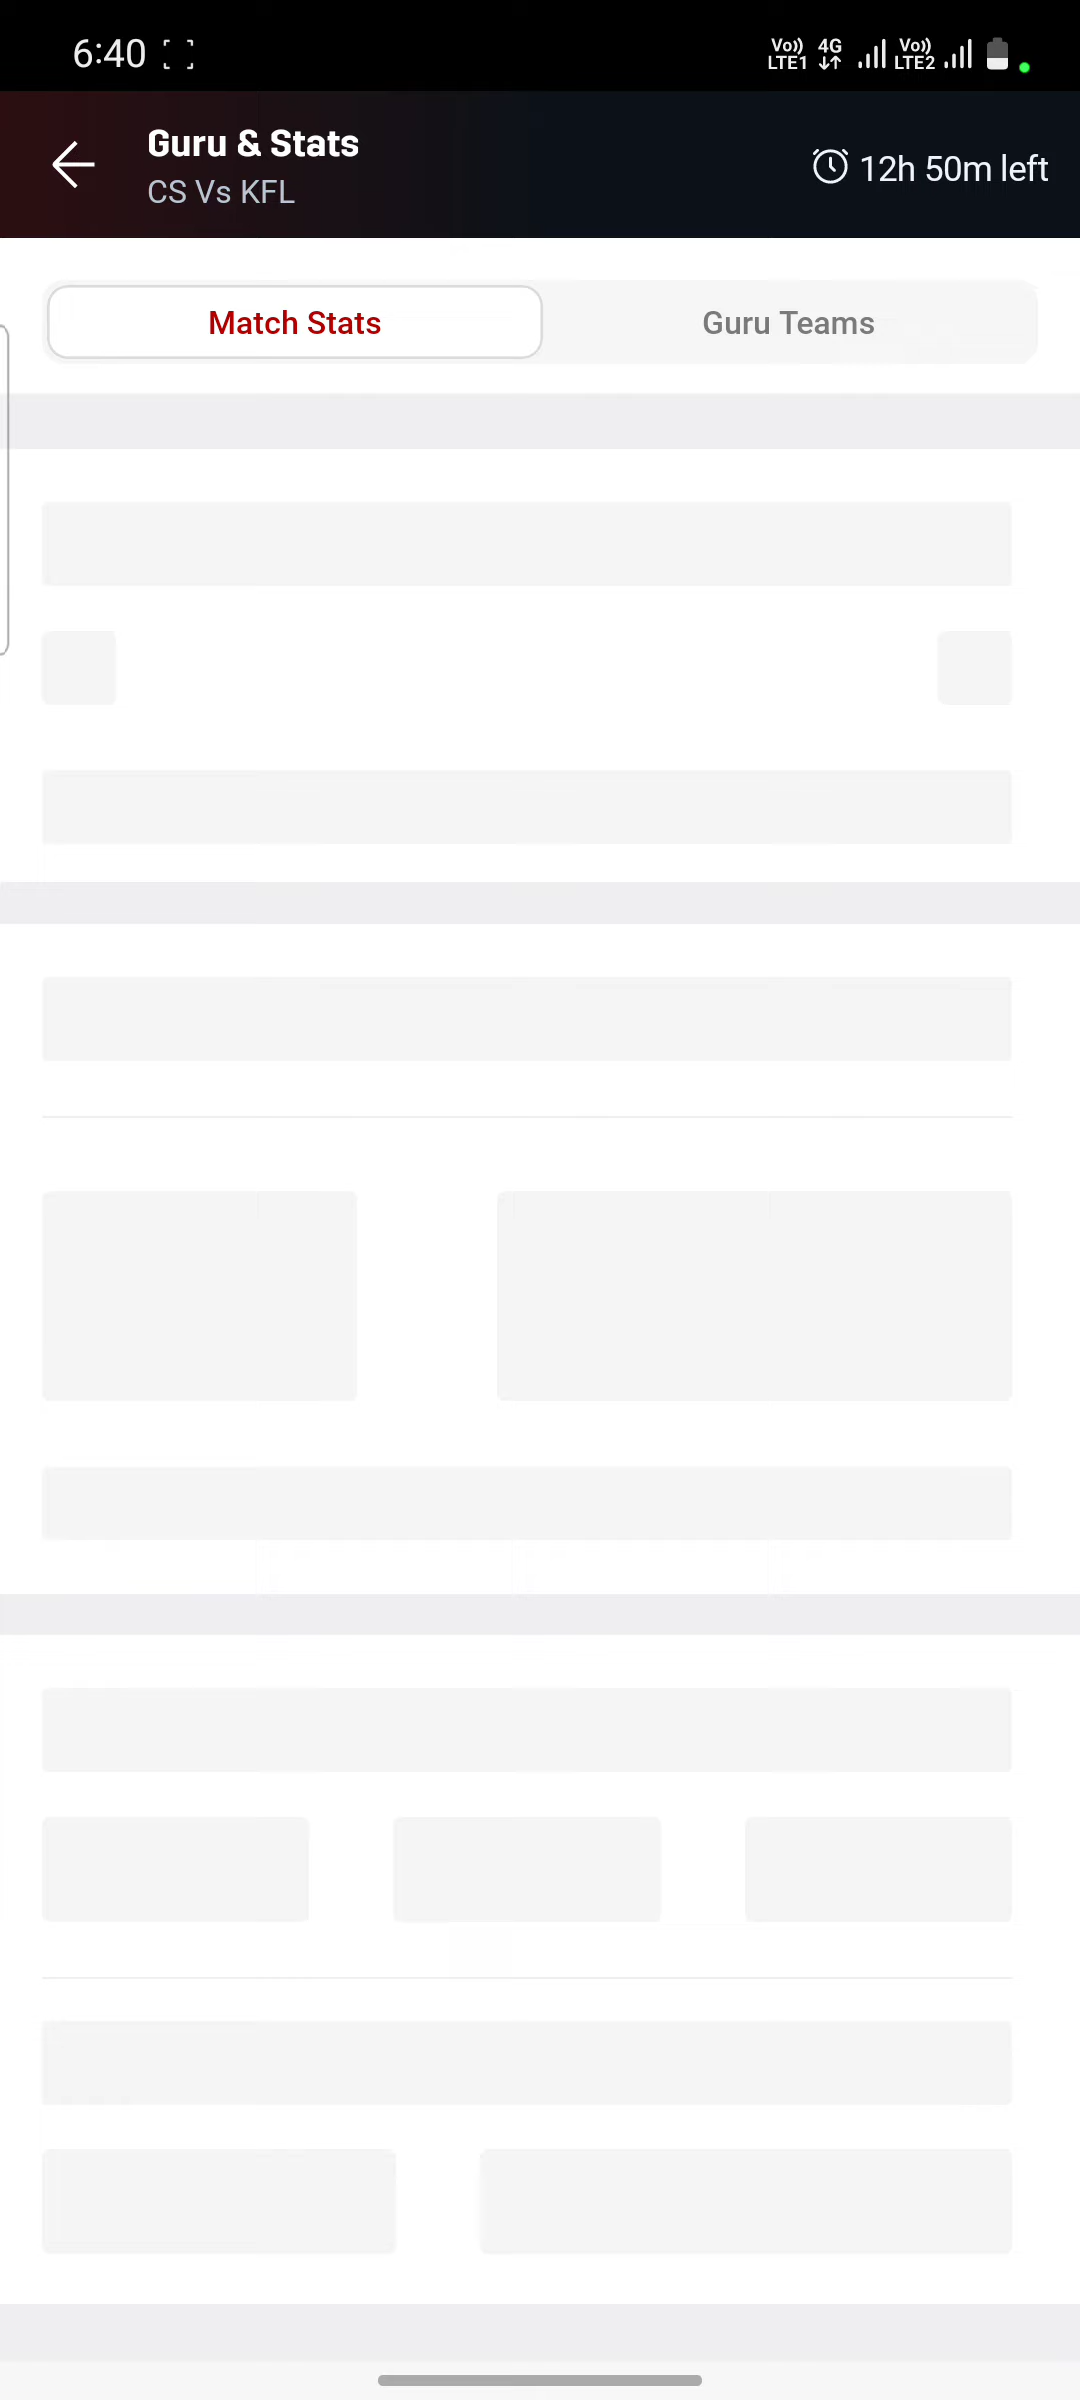 6:40
Vo)) 4G Vo))
LTE1 LTE2
Guru & Stats
CS Vs KFL
12h 50m left
Match Stats
Guru Teams